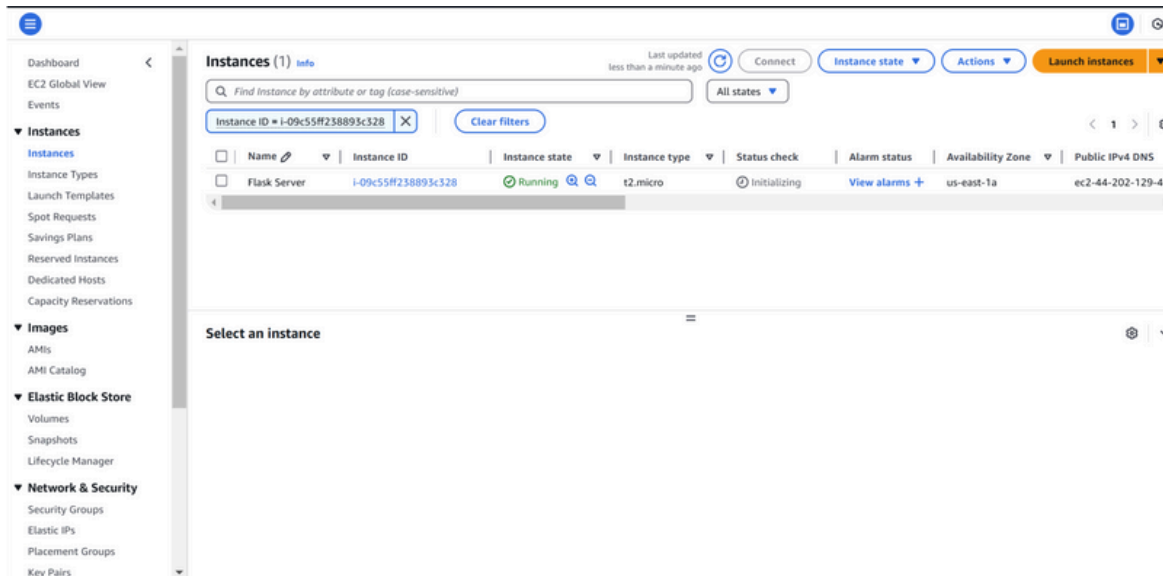 Dashboard
EC2 Global View
Events
Instances
Instances
Instance Types
Launch Templates
Spot Requests
Savings Plans
Reserved Instances
Dedicated Hosts
Capacity Reservations
Images
AMIs
AMI Catalog
Elastic Block Store
Volumes
Snapshots
Lifecycle Manager
Network & Security
Security Groups
Elastic IPs
Placement Groups
Key Pairs
Instances (1) Info
Last updated
less than a minute ago
Connect
Instance state
Actions
Launch instances
Find Instance by attribute or tag (case-sensitive)
All states
Instance ID = i-09c55ff238893c328
Clear filters
1
Name Instance ID Instance state Instance type Status check Alarm status Availability Zone Public IPv4 DNS
Flask Server i-09c55ff238893c328 Running t2.micro Initializing View alarms + us-east-1a ec2-44-202-129-4
Select an instance